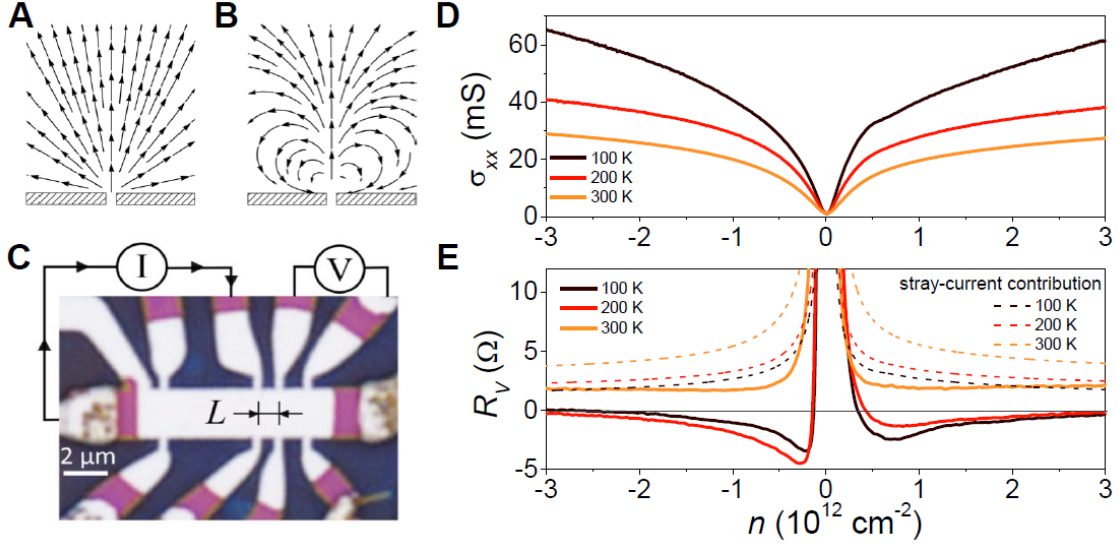 A
B
C
I
V
L
2 μm
D
σxx (mS)
60
40
20
0
100 K
200 K
300 K
-3 -2 -1 0 1 2 3
E
RV (Ω)
10
5
0
-5
100 K
200 K
300 K
stray-current contribution
100 K
200 K
300 K
-3 -2 -1 0 1 2 3
n (10¹² cm⁻²)